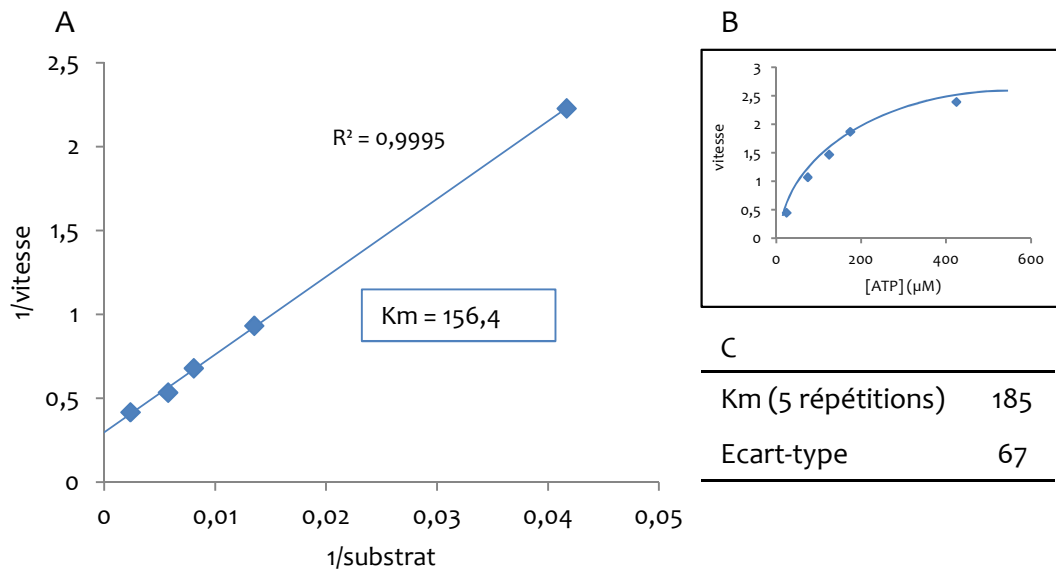 A
2,5
2
1,5
1
0,5
0
0
0,01
0,02
0,03
0,04
0,05
1/vitesse
1/substrat
R² = 0,9995
Km = 156,4
B
3
2,5
2
1,5
1
0,5
0
0
200
400
600
vitesse
[ATP] (µM)
C
Km (5 répétitions) 185
Ecart-type 67